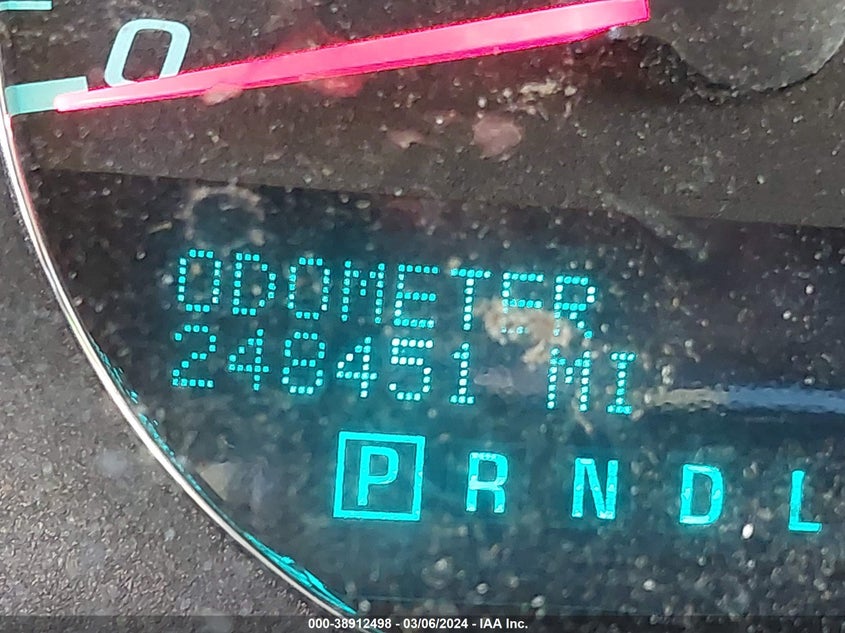 0
ODOMETER
248451 MI
P R N D L
000-38912498 - 03/06/2024 - IAA Inc.